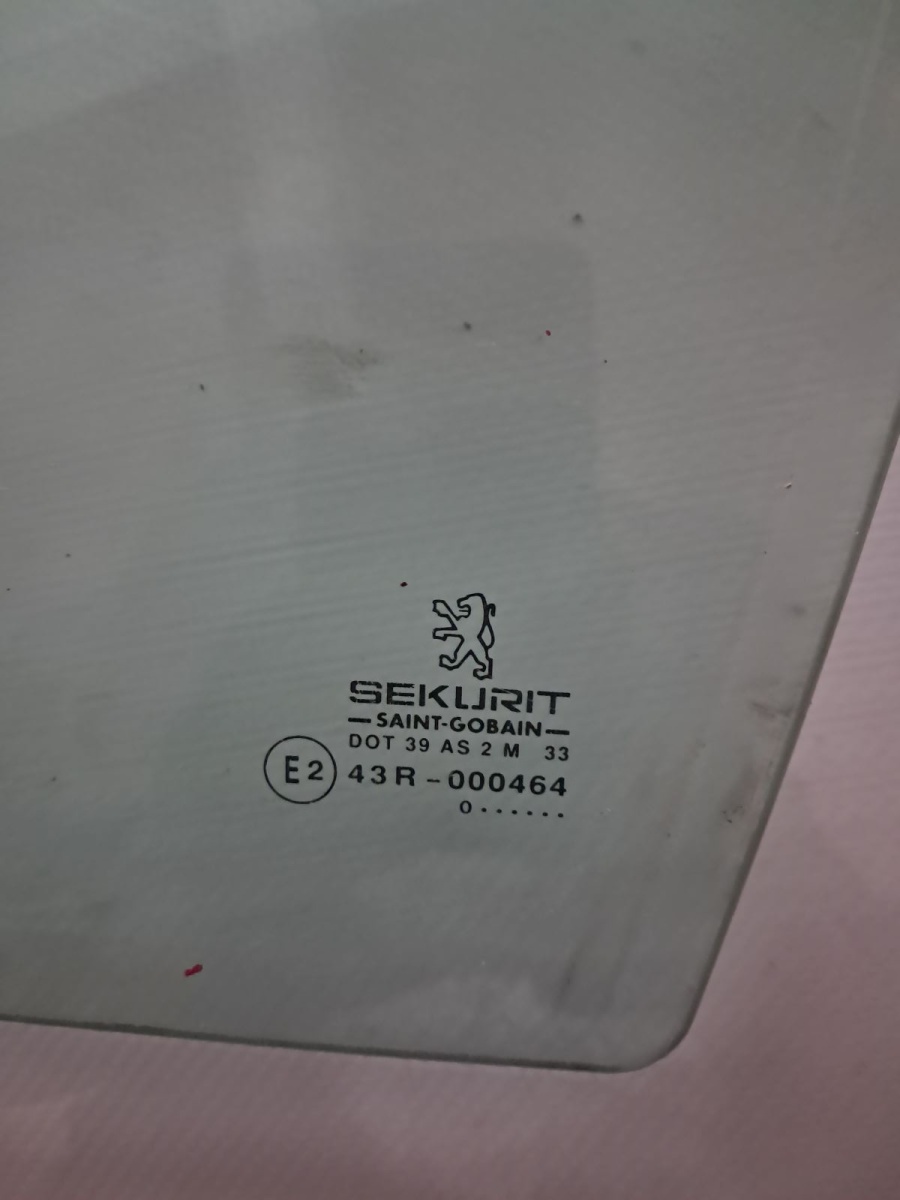 SEKURIT
—SAINT-GOBAIN—
DOT 39 AS 2 M 33
E2 43R-000464
0······